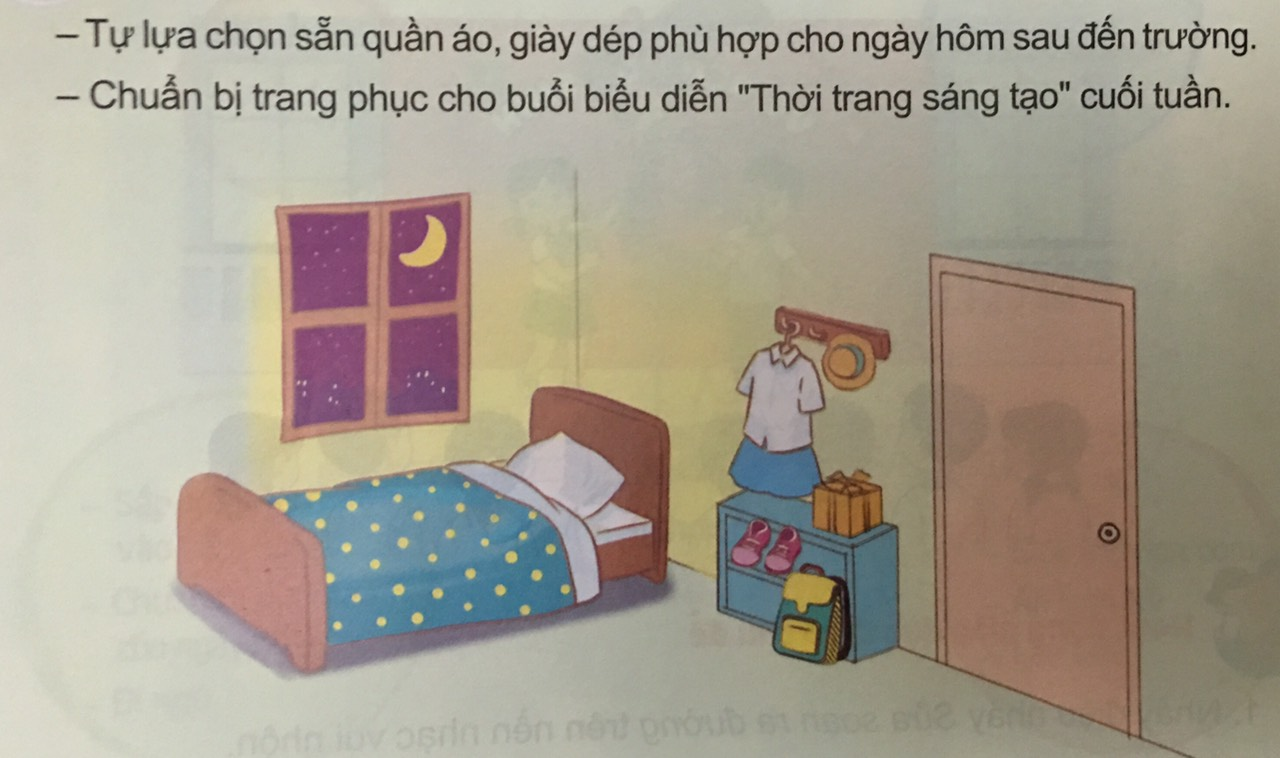 – Tự lựa chọn sẵn quần áo, giày dép phù hợp cho ngày hôm sau đến trường.
– Chuẩn bị trang phục cho buổi biểu diễn "Thời trang sáng tạo" cuối tuần.